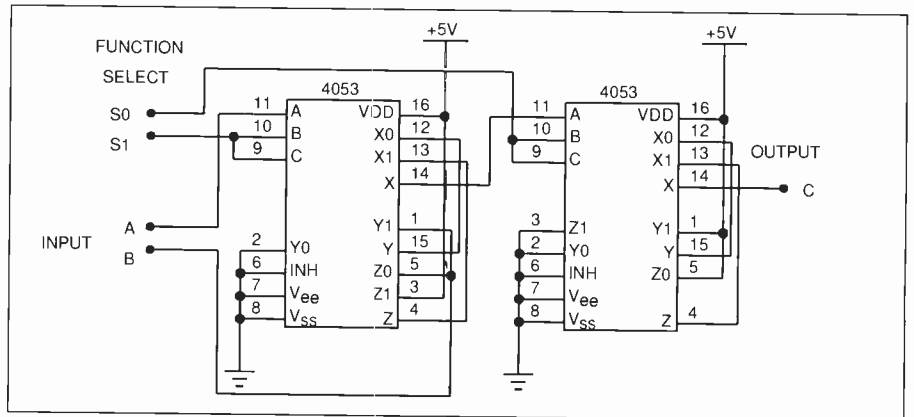 FUNCTION
SELECT
S0
S1
INPUT
A
B
+5V
4053
11 A
10 B
9 C
2 Y0
6 INH
7 Vee
8 VSS
VDD 16
X0 12
X1 13
X 14
Y1 1
Y 15
Z0 5
Z1 3
Z 4
+5V
4053
11 A
10 B
9 C
3 Z1
2 Y0
6 INH
7 Vee
8 VSS
VDD 16
X0 12
X1 13
X 14
Y1 1
Y 15
Z0 5
Z 4
OUTPUT
C